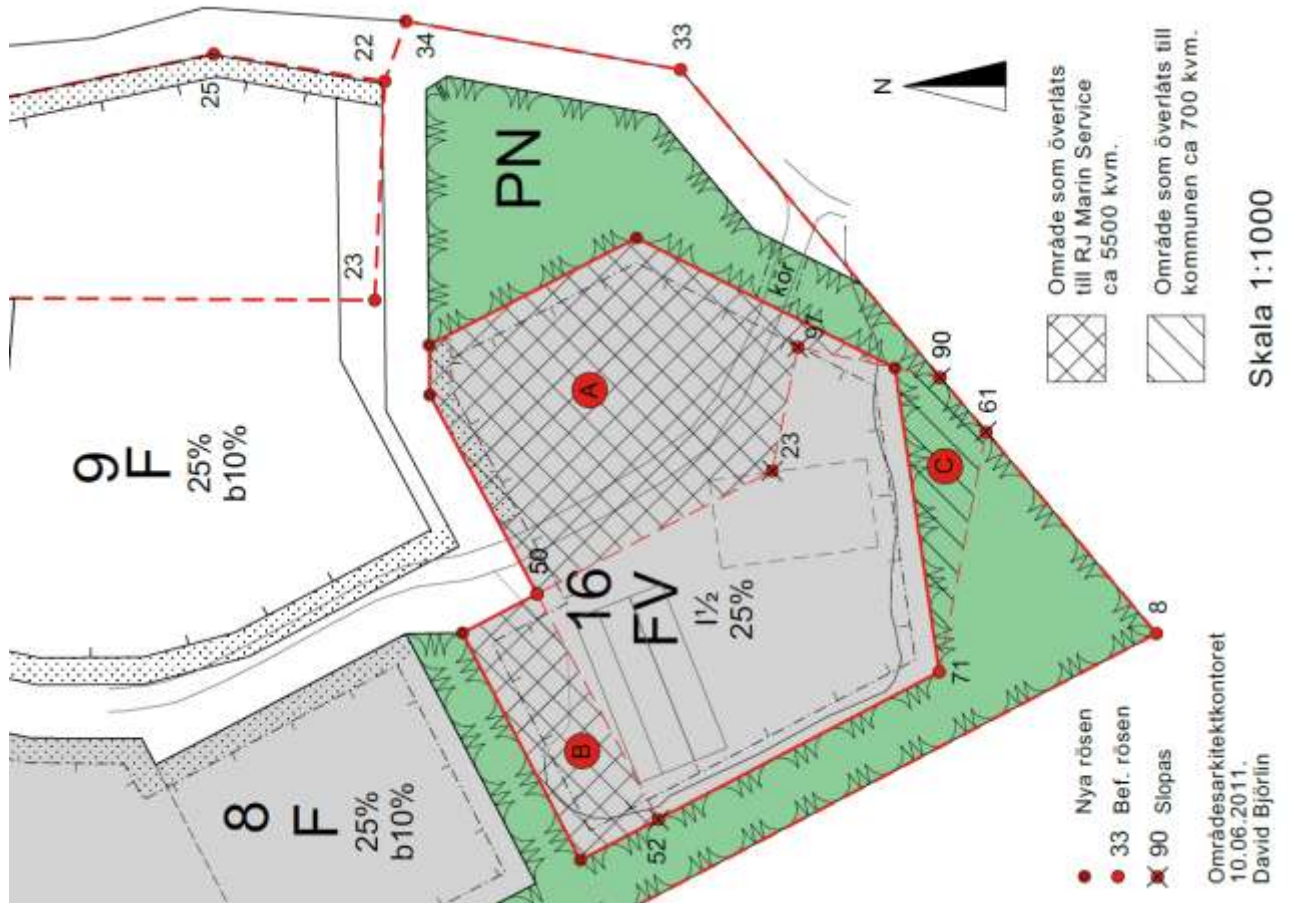 25
22
34
33
23
PN
N
9
F
25%
b10%
A
kör
97
90
61
23
C
50
16
FV
I½
25%
B
8
F
25%
b10%
52
71
8
Område som överlåts
till RJ Marin Service
ca 5500 kvm.
Område som överlåts till
kommunen ca 700 kvm.
Skala 1:1000
Nya rösen
33 Bef. rösen
90 Slopas
Områdesarkitektkontoret
10.06.2011.
David Björlin